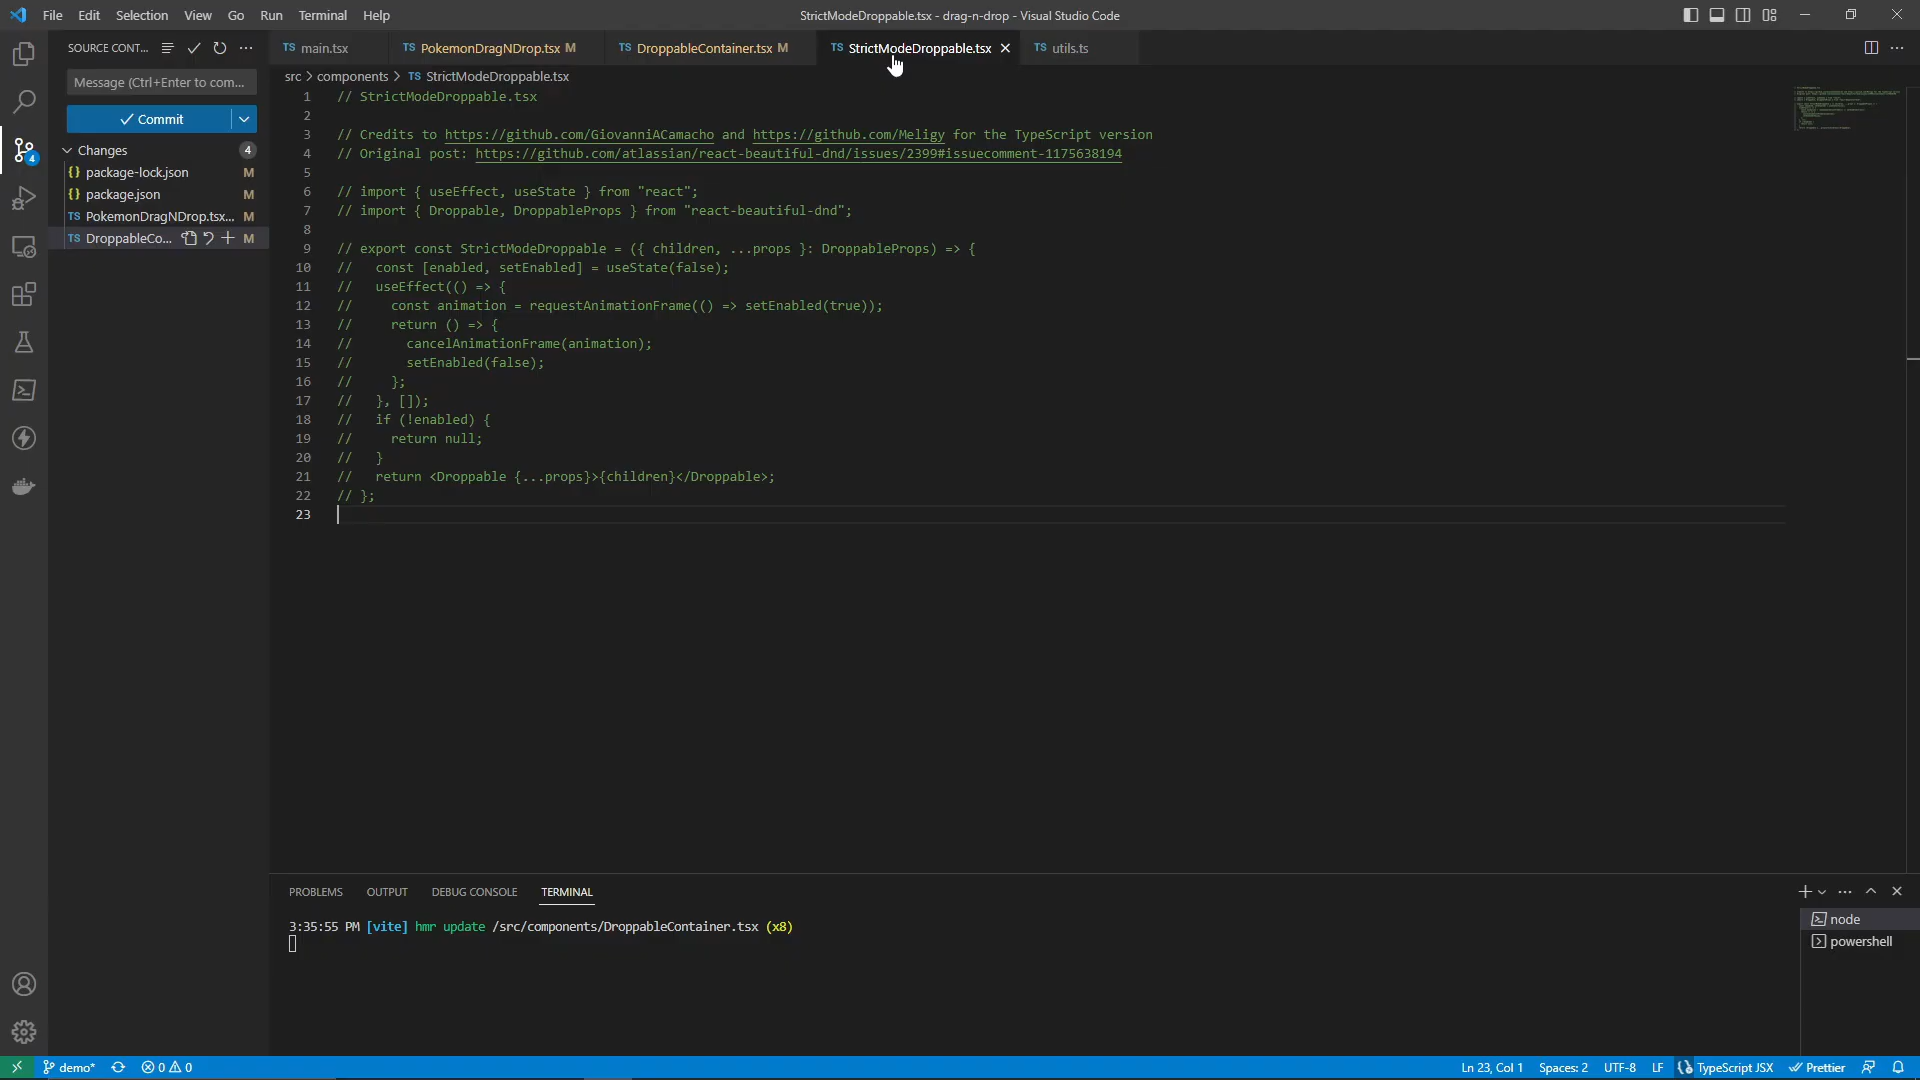 File Edit Selection View Go Run Terminal Help
StrictModeDroppable.tsx - drag-n-drop - Visual Studio Code
SOURCE CONT...
TS main.tsx
TS PokemonDragNDrop.tsx M
TS DroppableContainer.tsx M
TS StrictModeDroppable.tsx
TS utils.ts
Message (Ctrl+Enter to com...
Commit
Changes 4
{} package-lock.json M
{} package.json M
TS PokemonDragNDrop.tsx... M
TS DroppableCo... M
4
src > components > TS StrictModeDroppable.tsx
1 // StrictModeDroppable.tsx
2
3 // Credits to https://github.com/GiovanniACamacho and https://github.com/Meligy for the TypeScript version
4 // Original post: https://github.com/atlassian/react-beautiful-dnd/issues/2399#issuecomment-1175638194
5
6 // import { useEffect, useState } from "react";
7 // import { Droppable, DroppableProps } from "react-beautiful-dnd";
8
9 // export const StrictModeDroppable = ({ children, ...props }: DroppableProps) => {
10 //   const [enabled, setEnabled] = useState(false);
11 //   useEffect(() => {
12 //     const animation = requestAnimationFrame(() => setEnabled(true));
13 //     return () => {
14 //       cancelAnimationFrame(animation);
15 //       setEnabled(false);
16 //     };
17 //   }, []);
18 //   if (!enabled) {
19 //     return null;
20 //   }
21 //   return <Droppable {...props}>{children}</Droppable>;
22 // };
23
PROBLEMS OUTPUT DEBUG CONSOLE TERMINAL
3:35:55 PM [vite] hmr update /src/components/DroppableContainer.tsx (x8)
node
powershell
demo* 0 0
Ln 23, Col 1 Spaces: 2 UTF-8 LF TypeScript JSX Prettier